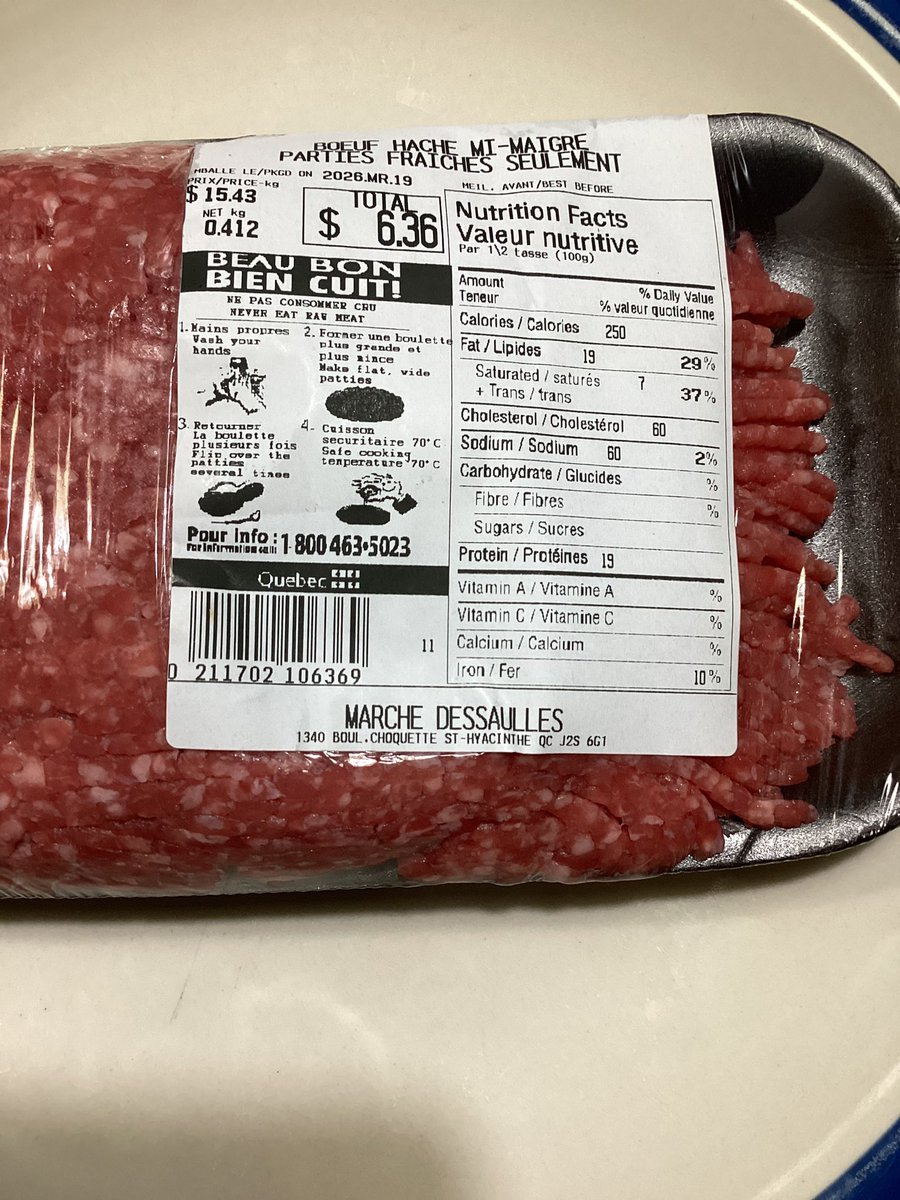 BOEUF HACHE MI-MAIGRE
PARTIES FRAICHES SEULEMENT
MBALLE LE/PKGD ON 2026.MR.19
MEIL. AVANT/BEST BEFORE
PRIX/PRICE-kg
$ 15.43
NET kg
0.412
TOTAL
$ 6.36
BEAU BON
BIEN CUIT!
NE PAS CONSOMMER CRU
NEVER EAT RAW MEAT
1. Mains propres
Wash your
hands
2. Former une boulette
plus grande et
plus mince
Make flat, wide
patties
3 Retourner
La boulette
plusieurs fois
Flip over the
patties
several times
4- Cuisson
securitaire 70°C
Safe cooking
temperature 70°C
Pour Info :
For information call: 1 800 463-5023
Quebec
11
0 211702 106369
Nutrition Facts
Valeur nutritive
Par 1\2 tasse (100g)
Amount
Teneur
% Daily Value
% valeur quotidienne
Calories / Calories 250
Fat / Lipides 19 29%
Saturated / saturés 7
+ Trans / trans 37%
Cholesterol / Cholestérol 60
Sodium / Sodium 60 2%
Carbohydrate / Glucides %
Fibre / Fibres %
Sugars / Sucres
Protein / Protéines 19
Vitamin A / Vitamine A %
Vitamin C / Vitamine C %
Calcium / Calcium %
Iron / Fer 10%
MARCHE DESSAULLES
1340 BOUL.CHOQUETTE ST-HYACINTHE QC J2S 6G1